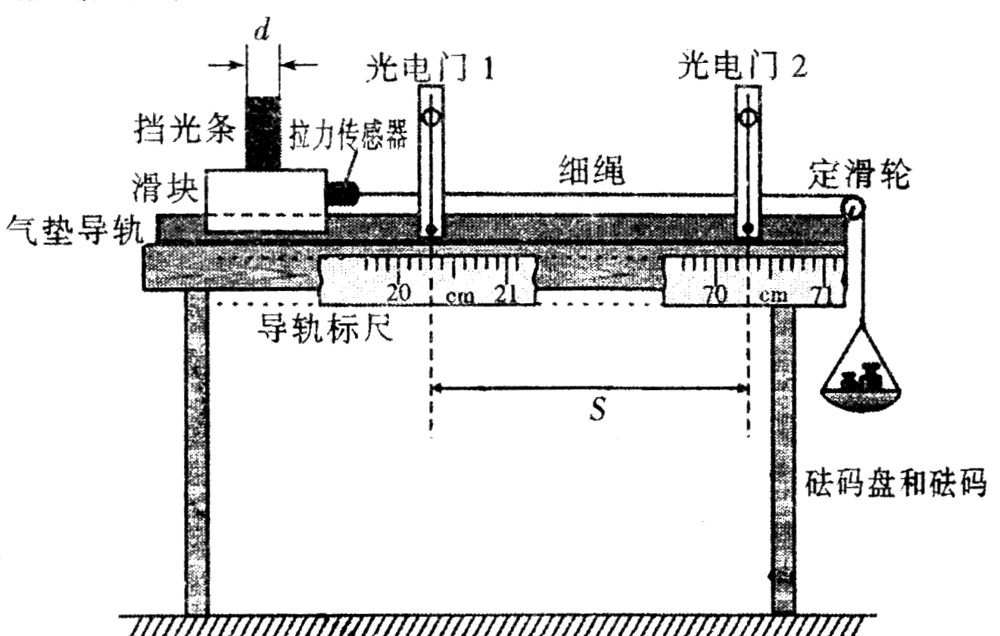 d
光电门 1
光电门 2
挡光条
拉力传感器
滑块
细绳
定滑轮
气垫导轨
20 cm 21
70 cm 71
导轨标尺
S
砝码盘和砝码